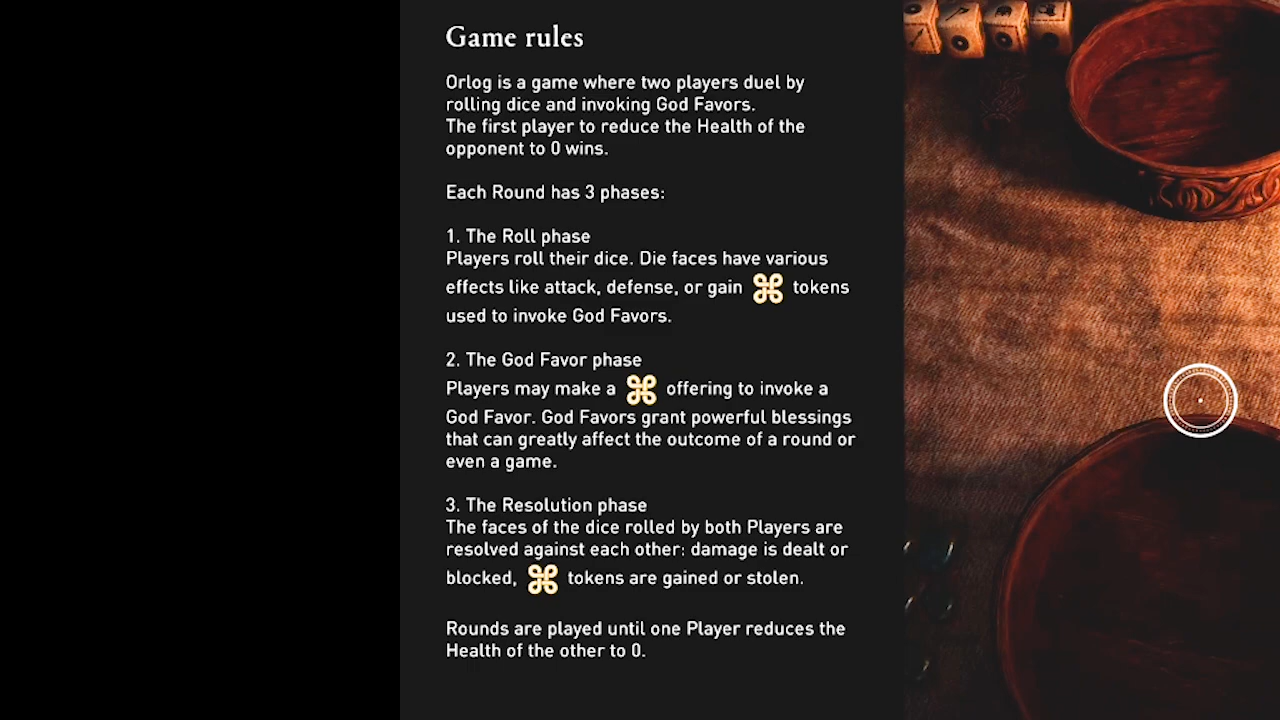 Game rules
Orlog is a game where two players duel by
rolling dice and invoking God Favors.
The first player to reduce the Health of the
opponent to 0 wins.
Each Round has 3 phases:
1. The Roll phase
Players roll their dice. Die faces have various
effects like attack, defense, or gain ⌘ tokens
used to invoke God Favors.
2. The God Favor phase
Players may make a ⌘ offering to invoke a
God Favor. God Favors grant powerful blessings
that can greatly affect the outcome of a round or
even a game.
3. The Resolution phase
The faces of the dice rolled by both Players are
resolved against each other: damage is dealt or
blocked, ⌘ tokens are gained or stolen.
Rounds are played until one Player reduces the
Health of the other to 0.